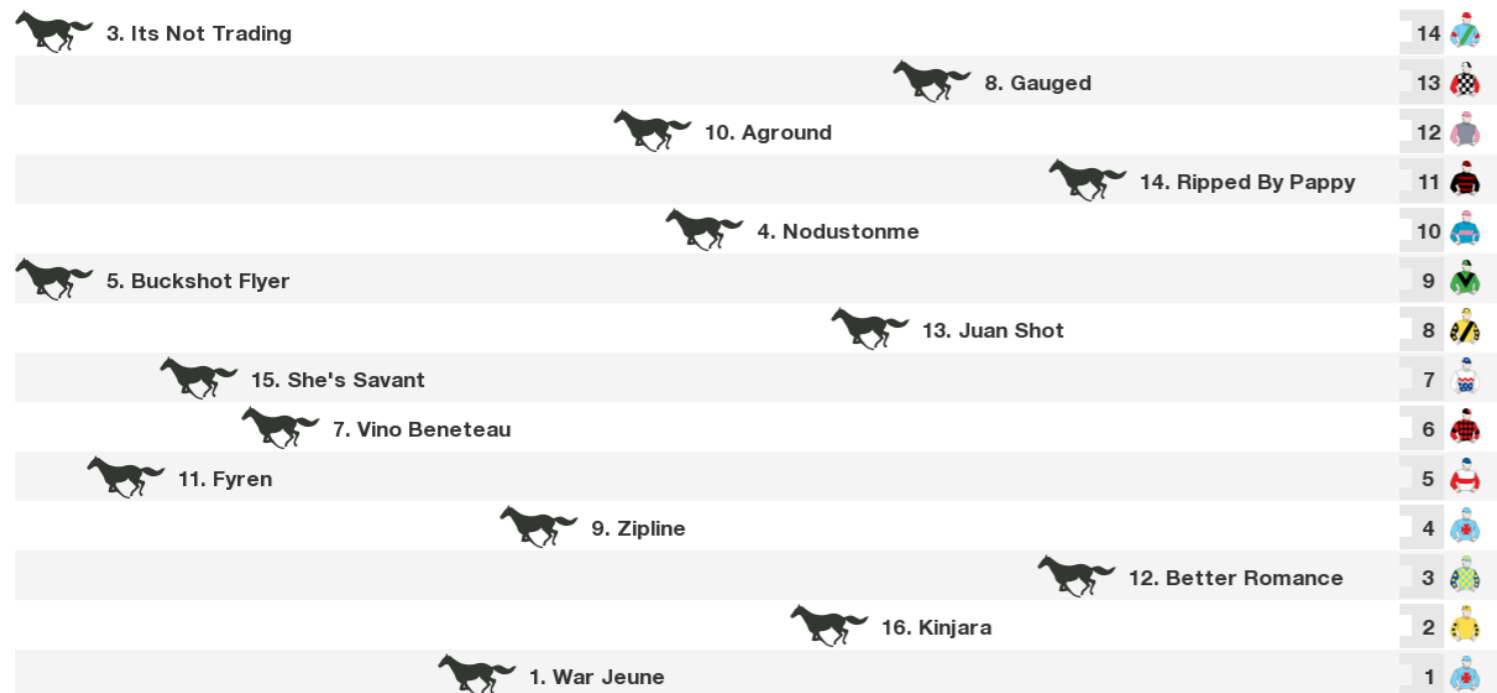 3. Its Not Trading 14
8. Gauged 13
10. Aground 12
14. Ripped By Pappy 11
4. Nodustonme 10
5. Buckshot Flyer 9
13. Juan Shot 8
15. She's Savant 7
7. Vino Beneteau 6
11. Fyren 5
9. Zipline 4
12. Better Romance 3
16. Kinjara 2
1. War Jeune 1